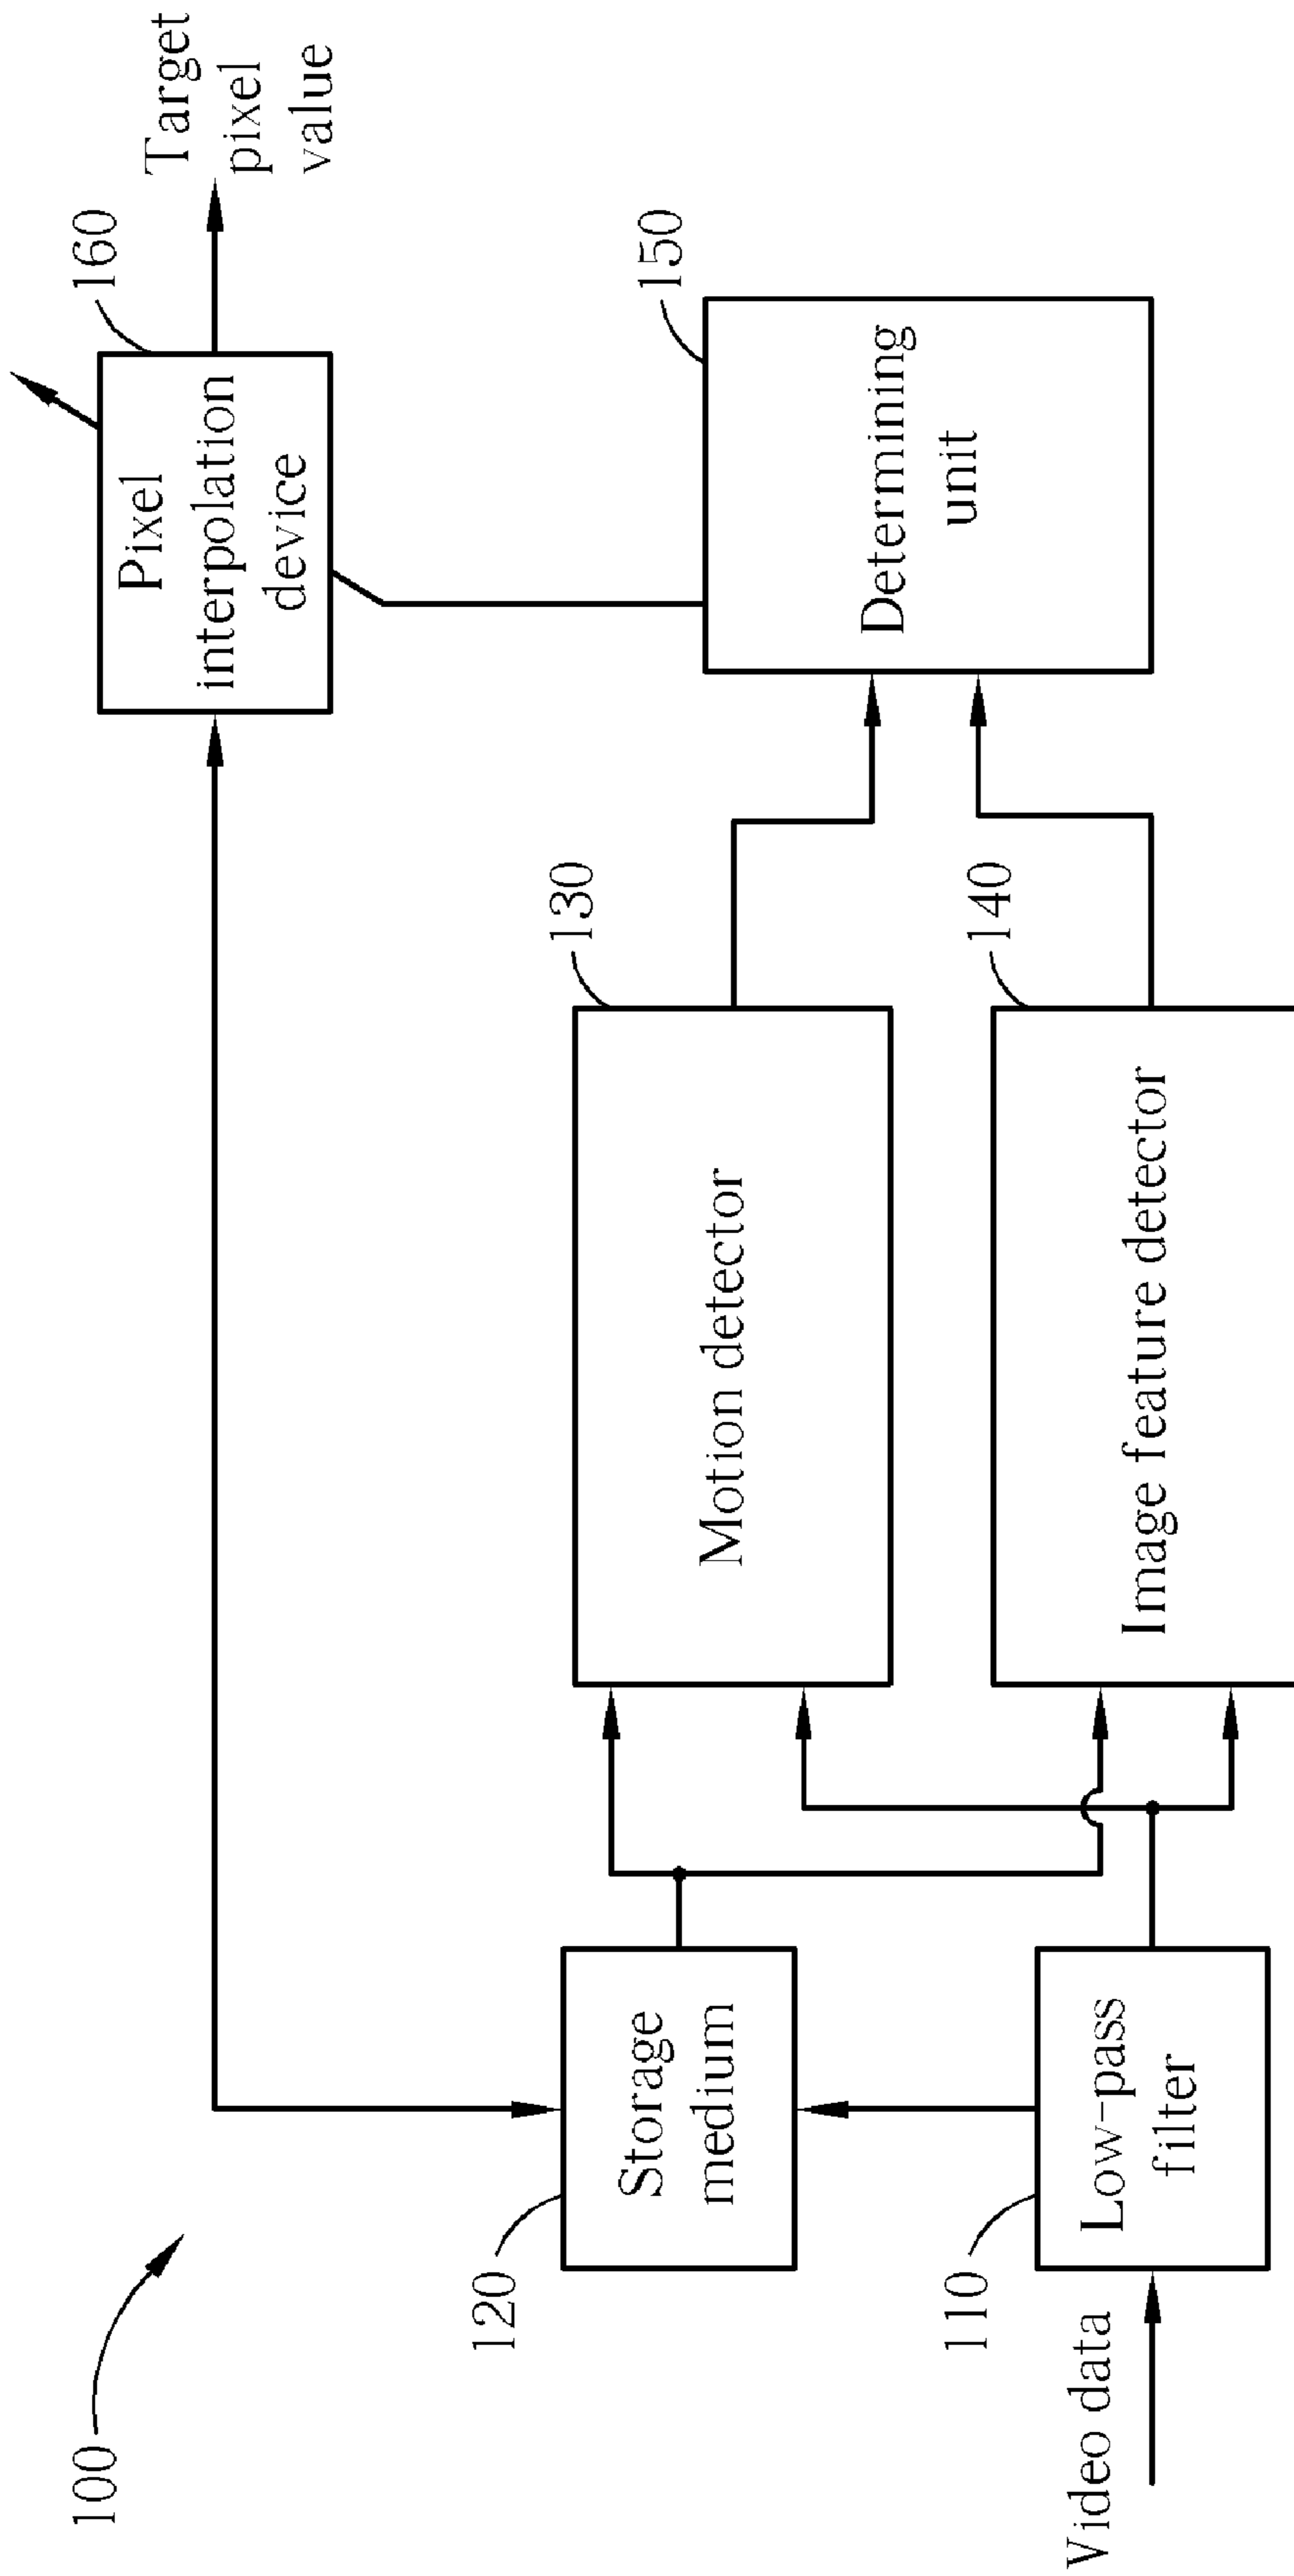 100
160
Pixel
interpolation
device
Target
pixel
value
120
Storage
medium
130
Motion detector
150
Determining
unit
110
Low-pass
filter
140
Image feature detector
Video data